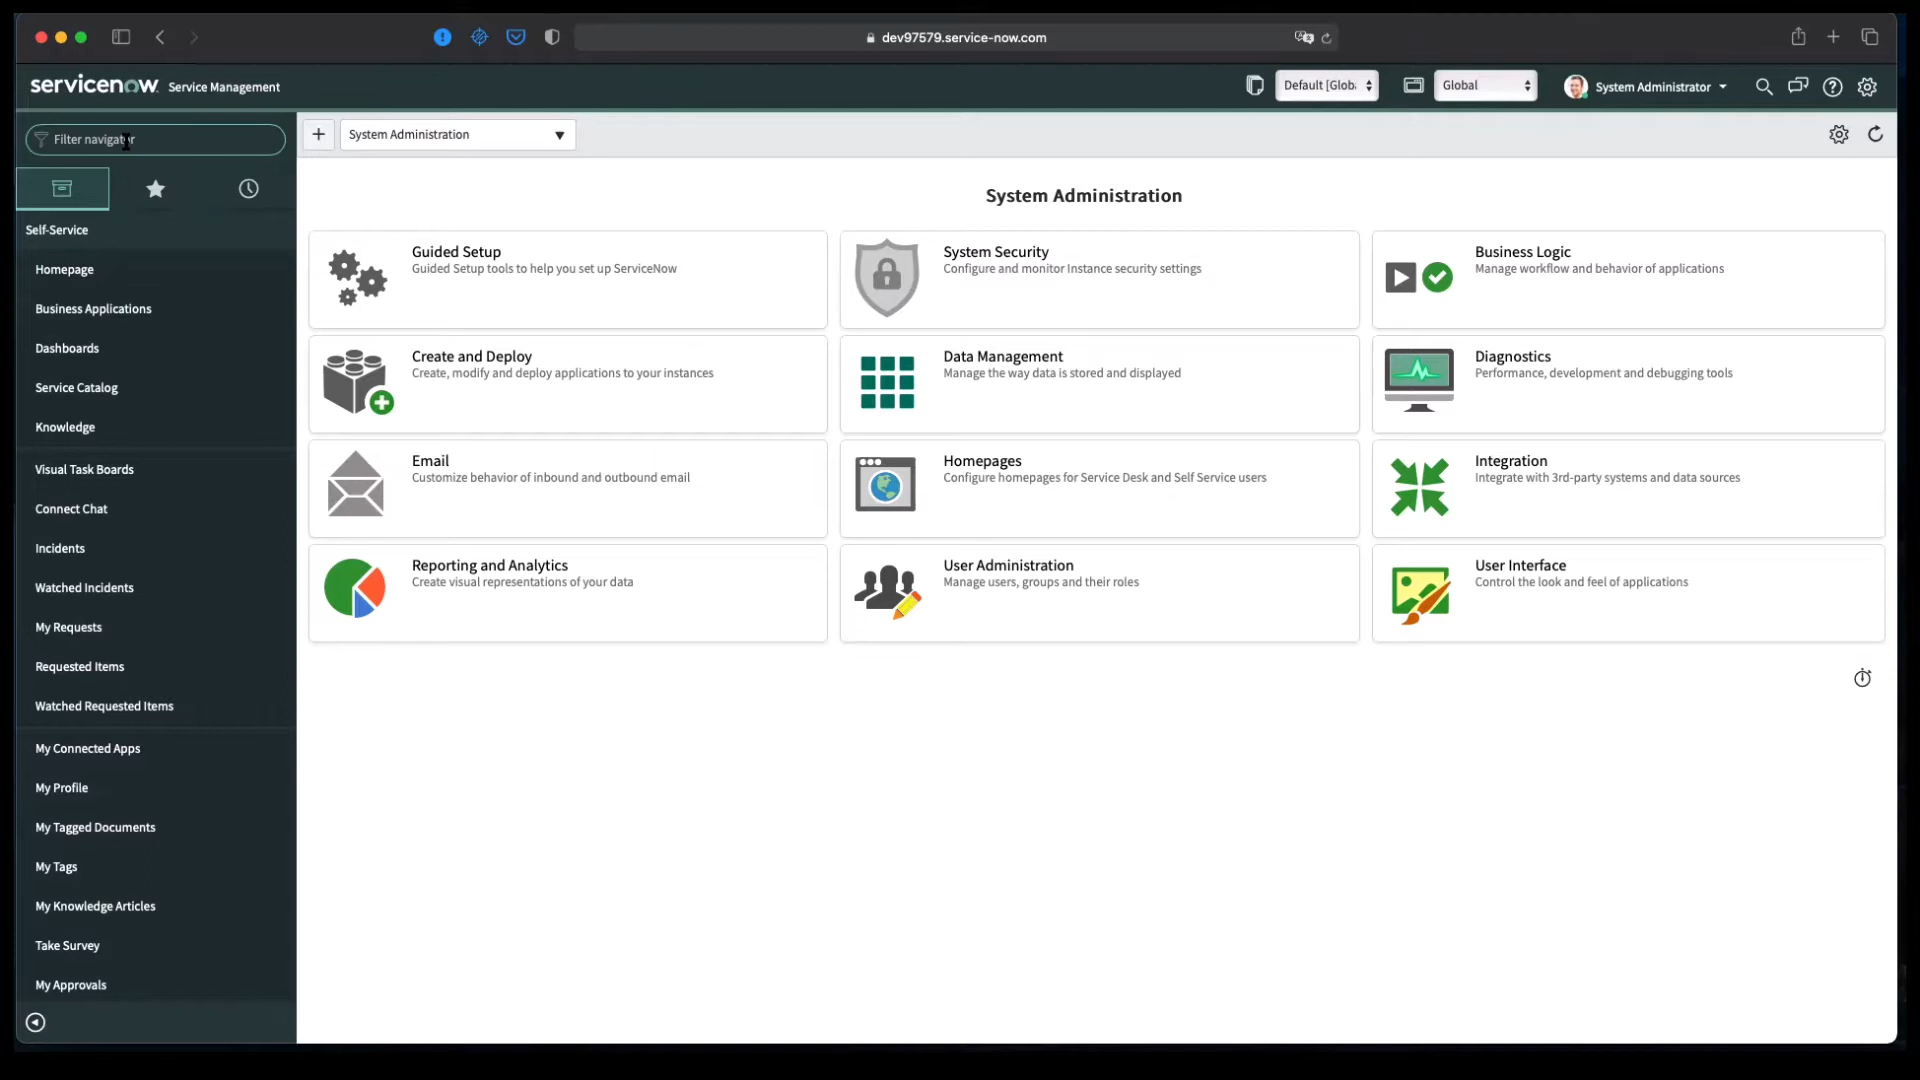 dev97579.service-now.com
servicenow Service Management
Default [Globa
Global
System Administrator
Filter navigator
System Administration
System Administration
Self-Service
Homepage
Business Applications
Dashboards
Service Catalog
Knowledge
Visual Task Boards
Connect Chat
Incidents
Watched Incidents
My Requests
Requested Items
Watched Requested Items
My Connected Apps
My Profile
My Tagged Documents
My Tags
My Knowledge Articles
Take Survey
My Approvals
Guided Setup
Guided Setup tools to help you set up ServiceNow
System Security
Configure and monitor Instance security settings
Business Logic
Manage workflow and behavior of applications
Create and Deploy
Create, modify and deploy applications to your instances
Data Management
Manage the way data is stored and displayed
Diagnostics
Performance, development and debugging tools
Email
Customize behavior of inbound and outbound email
Homepages
Configure homepages for Service Desk and Self Service users
Integration
Integrate with 3rd-party systems and data sources
Reporting and Analytics
Create visual representations of your data
User Administration
Manage users, groups and their roles
User Interface
Control the look and feel of applications